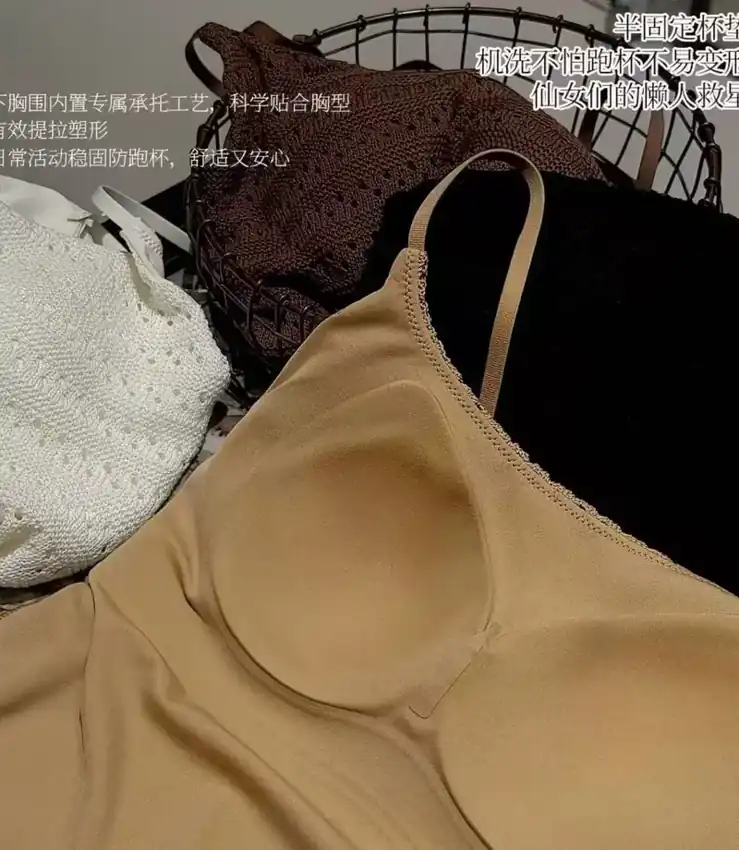 半固定杯垫
机洗不怕跑杯不易变形
仙女们的懒人救星
下胸围内置专属承托工艺，科学贴合胸型
有效提拉塑形
日常活动稳固防跑杯，舒适又安心